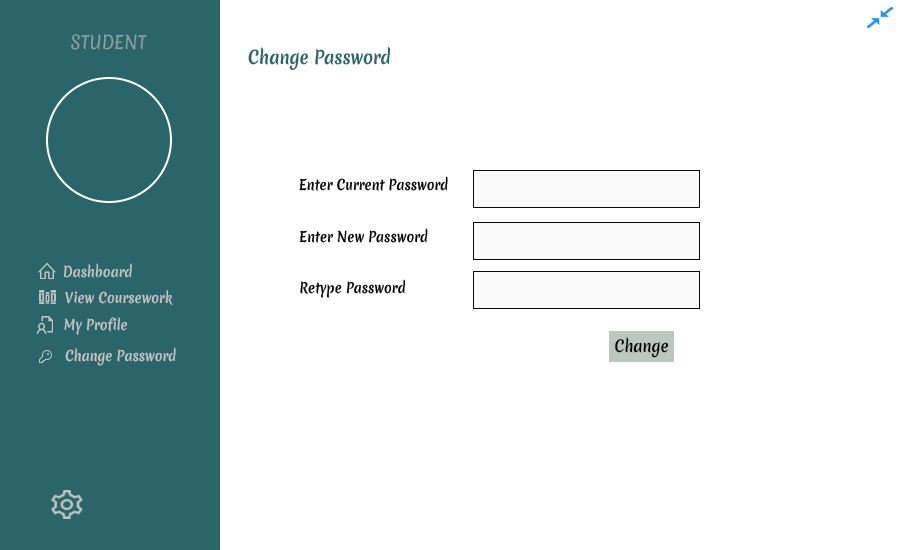 STUDENT
Change Password
Enter Current Password
Enter New Password
Retype Password
Change
Dashboard
View Coursework
My Profile
Change Password